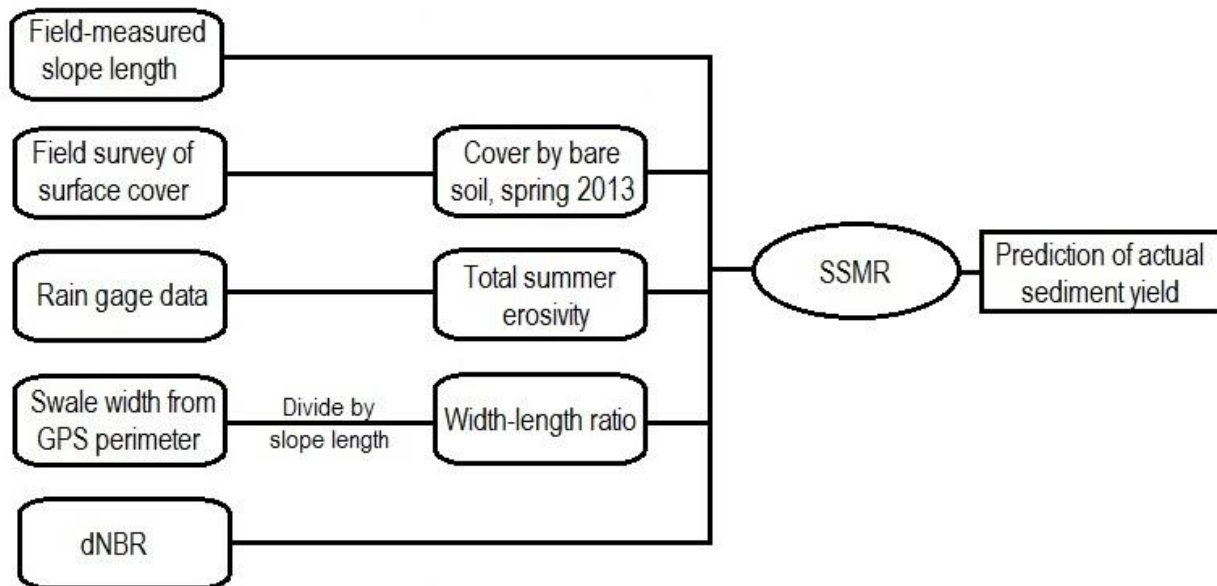 Field-measured
slope length
Field survey of
surface cover
Cover by bare
soil, spring 2013
Rain gage data
Total summer
erosivity
Swale width from
GPS perimeter
Divide by
slope length
Width-length ratio
dNBR
SSMR
Prediction of actual
sediment yield